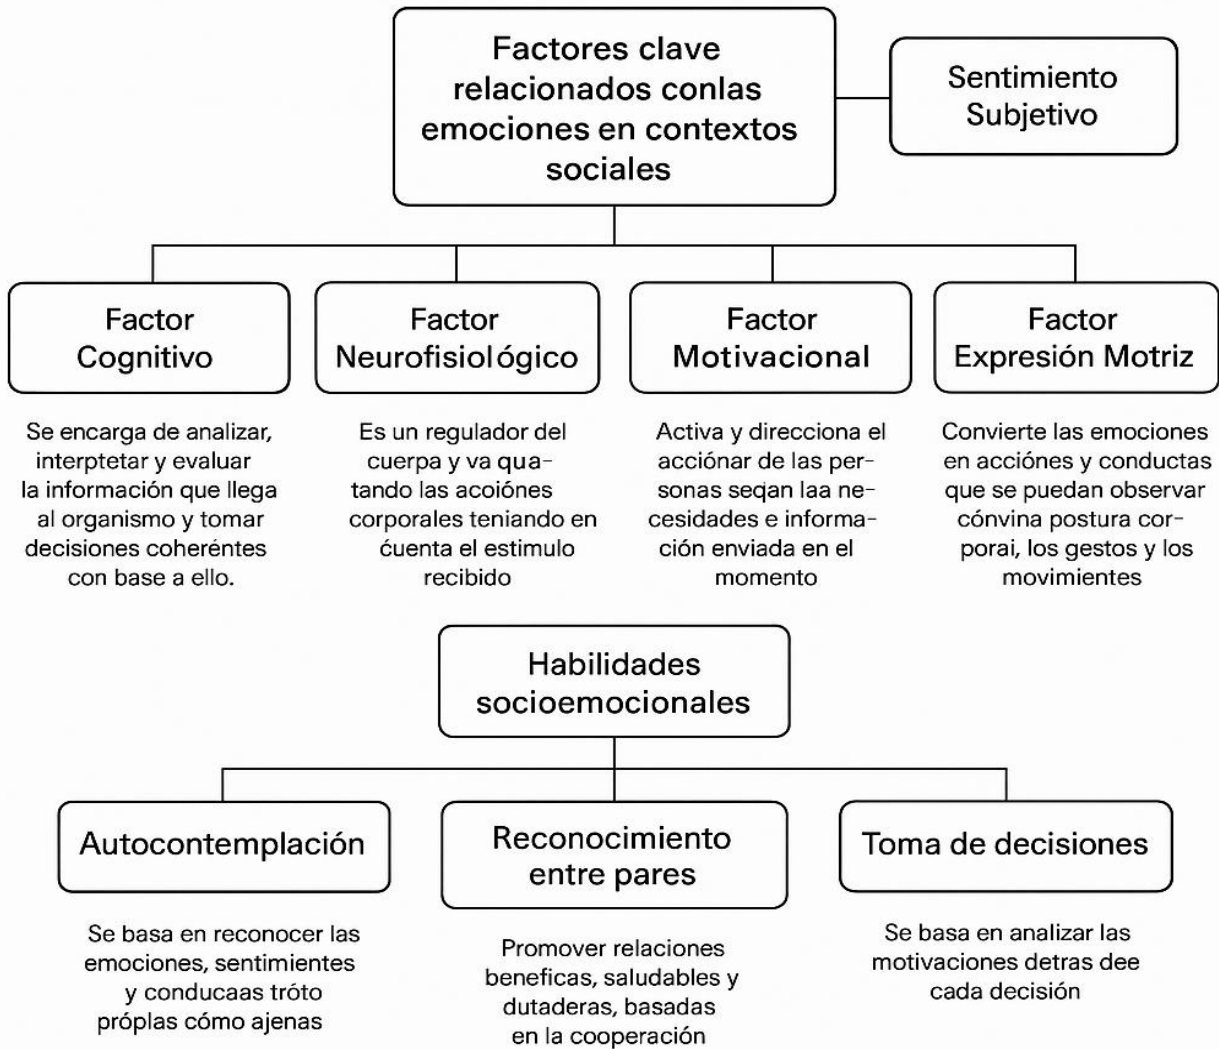 Factores clave
relacionados conlas
emociones en contextos
sociales
Sentimiento
Subjetivo
Factor
Cognitivo
Se encarga de analizar,
interptetar y evaluar
la información que llega
al organismo y tomar
decisiones coheréntes
con base a ello.
Factor
Neurofisiológico
Es un regulador del
cuerpa y va qua-
tando las acoiónes
corporales teniando en
ćuenta el estimulo
recibido
Factor
Motivacional
Activa y direcciona el
acciónar de las per-
sonas seqan laa ne-
cesidades e informa-
ción enviada en el
momento
Factor
Expresión Motriz
Convierte las emociones
en acciónes y conductas
que se puedan observar
cónvina postura cor-
porai, los gestos y los
movimientes
Habilidades
socioemocionales
Autocontemplación
Se basa en reconocer las
emociones, sentimientes
y conducaas tróto
próplas cómo ajenas
Reconocimiento
entre pares
Promover relaciones
beneficas, saludables y
dutaderas, basadas
en la cooperación
Toma de decisiones
Se basa en analizar las
motivaciones detras dee
cada decisión